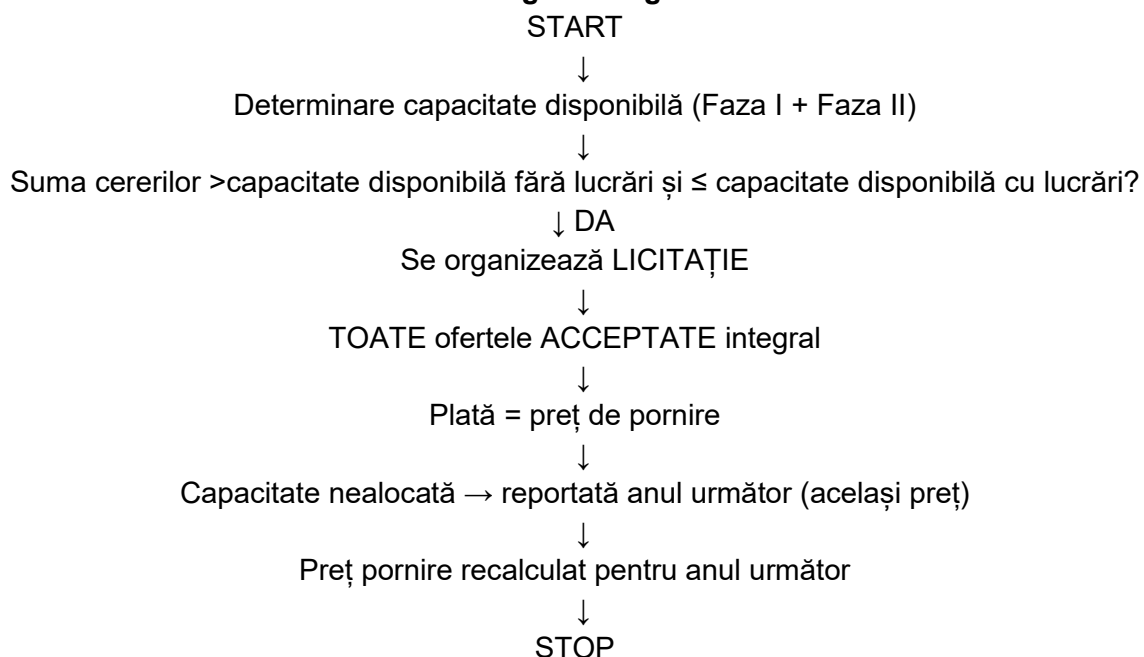 START
↓
Determinare capacitate disponibilă (Faza I + Faza II)
↓
Suma cererilor >capacitate disponibilă fără lucrări și ≤ capacitate disponibilă cu lucrări?
↓ DA
Se organizează LICITAȚIE
↓
TOATE ofertele ACCEPTATE integral
↓
Plată = preț de pornire
↓
Capacitate nealocată → reportată anul următor (același preț)
↓
Preț pornire recalculat pentru anul următor
↓
STOP